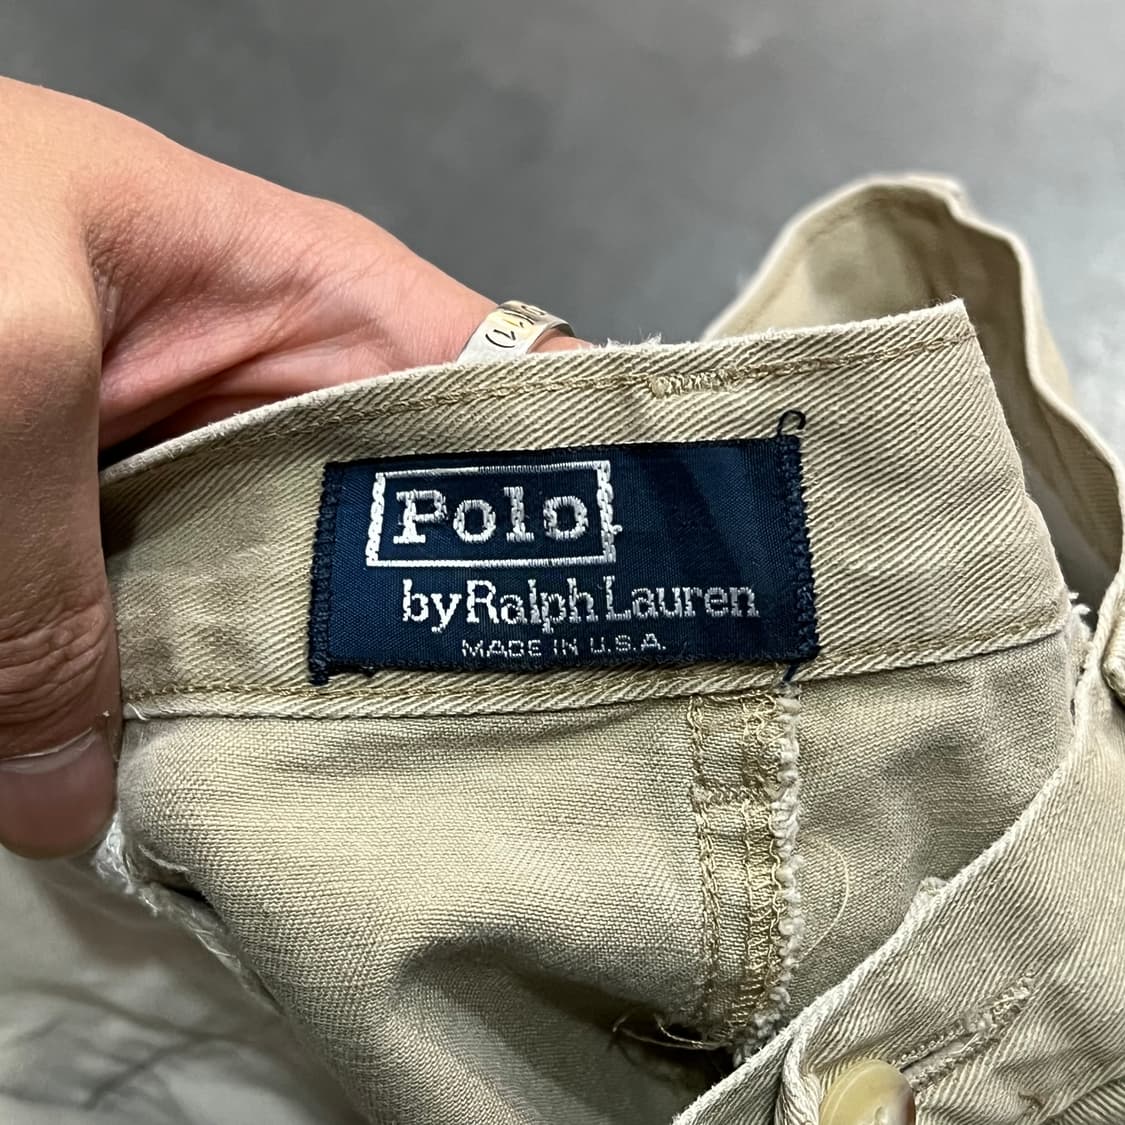 Polo
by Ralph Lauren
MADE IN U.S.A.